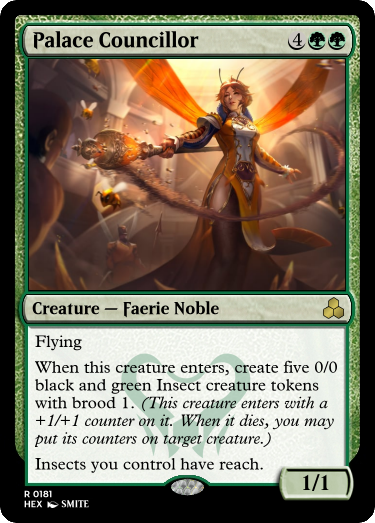 Palace Councillor 4
Creature — Faerie Noble
Flying
When this creature enters, create five 0/0
black and green Insect creature tokens
with brood 1. (This creature enters with a
+1/+1 counter on it. When it dies, you may
put its counters on target creature.)
Insects you control have reach.
1/1
R 0181
HEX SMITE